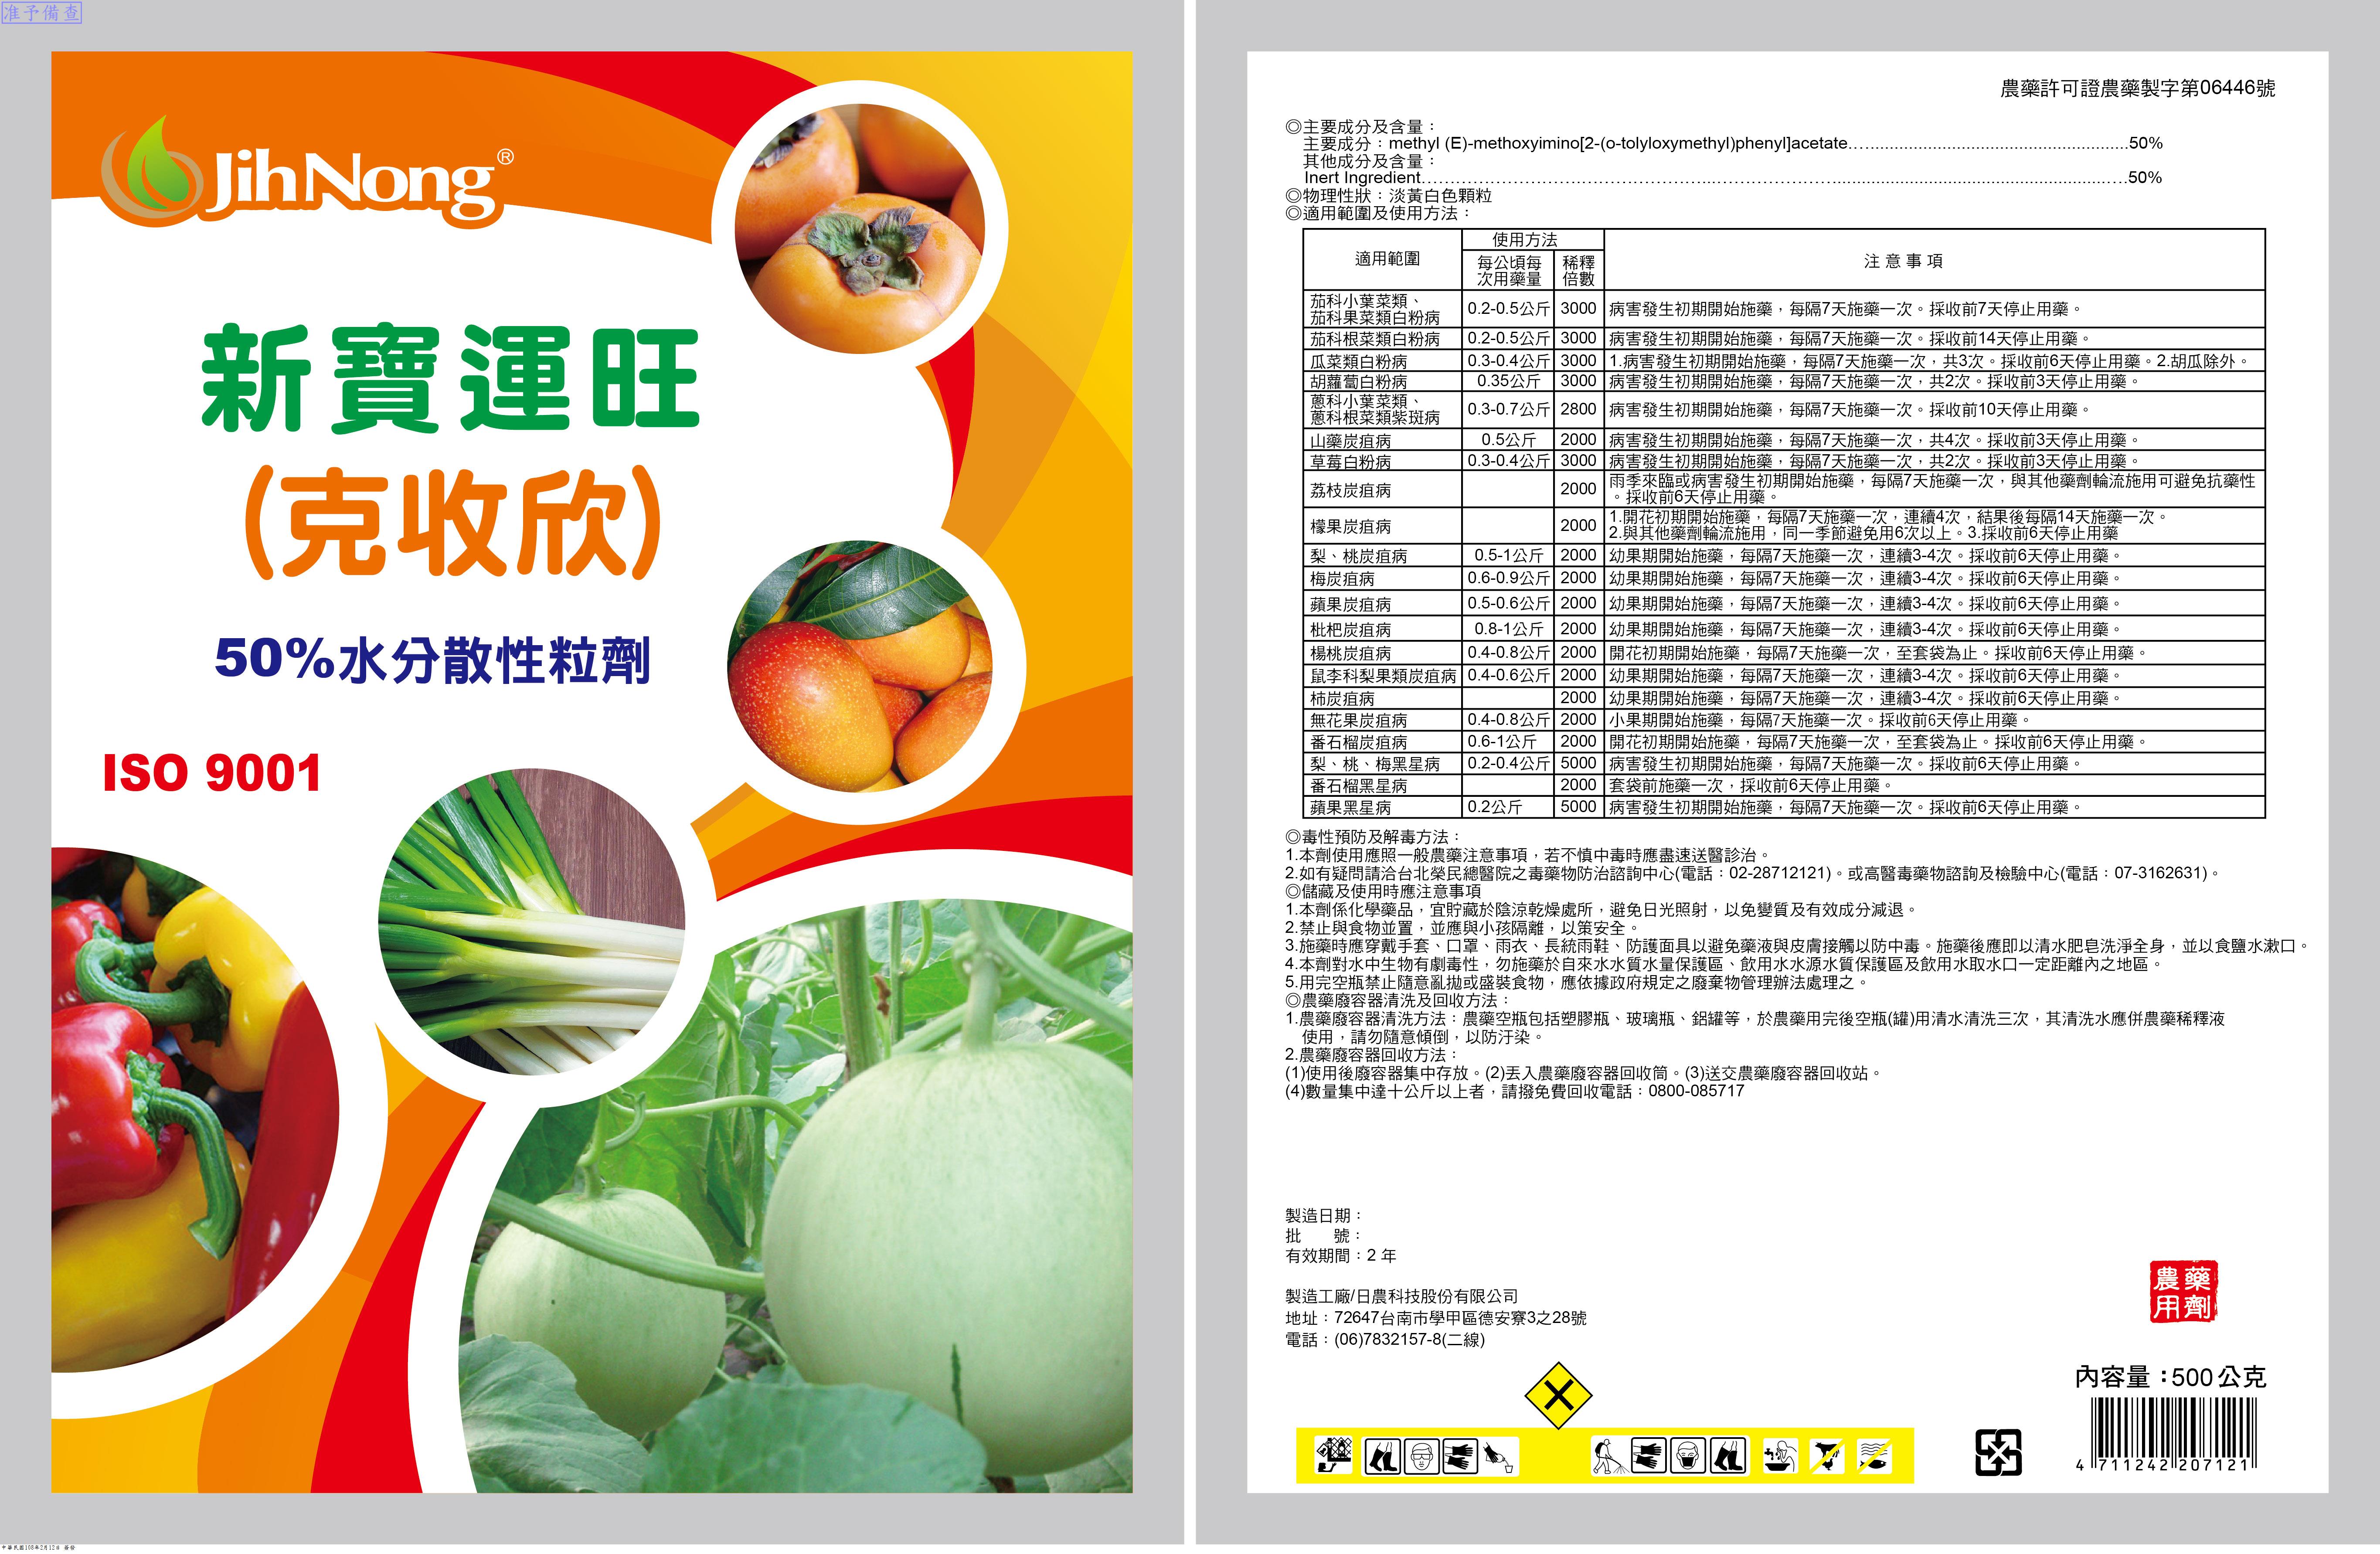 准予備查
JihNong®
新寶運旺
(克收欣)
50%水分散性粒劑
ISO 9001
農藥許可證農藥製字第06446號
◎主要成分及含量：
主要成分：methyl (E)-methoxyimino[2-(o-tolyloxymethyl)phenyl]acetate............................................................50%
其他成分及含量：
Inert Ingredient............................................................50%
◎物理性狀：淡黃白色顆粒
◎適用範圍及使用方法：
適用範圍 使用方法 注意事項
每公頃每次用藥量 稀釋倍數
茄科小葉菜類、
茄科果菜類白粉病 0.2-0.5公斤 3000 病害發生初期開始施藥，每隔7天施藥一次。採收前7天停止用藥。
茄科根菜類白粉病 0.2-0.5公斤 3000 病害發生初期開始施藥，每隔7天施藥一次。採收前14天停止用藥。
瓜菜類白粉病 0.3-0.4公斤 3000 1.病害發生初期開始施藥，每隔7天施藥一次，共3次。採收前6天停止用藥。2.胡瓜除外。
胡蘿蔔白粉病 0.35公斤 3000 病害發生初期開始施藥，每隔7天施藥一次，共2次。採收前3天停止用藥。
蔥科小葉菜類、
蔥科根菜類紫斑病 0.3-0.7公斤 2800 病害發生初期開始施藥，每隔7天施藥一次。採收前10天停止用藥。
山藥炭疽病 0.5公斤 2000 病害發生初期開始施藥，每隔7天施藥一次，共4次。採收前3天停止用藥。
草莓白粉病 0.3-0.4公斤 3000 病害發生初期開始施藥，每隔7天施藥一次，共2次。採收前3天停止用藥。
荔枝炭疽病 2000 雨季來臨或病害發生初期開始施藥，每隔7天施藥一次，與其他藥劑輪流施用可避免抗藥性
。採收前6天停止用藥。
檬果炭疽病 2000 1.開花初期開始施藥，每隔7天施藥一次，連續4次，結果後每隔14天施藥一次。
2.與其他藥劑輪流施用，同一季節避免用6次以上。3.採收前6天停止用藥
梨、桃炭疽病 0.5-1公斤 2000 幼果期開始施藥，每隔7天施藥一次，連續3-4次。採收前6天停止用藥。
梅炭疽病 0.6-0.9公斤 2000 幼果期開始施藥，每隔7天施藥一次，連續3-4次。採收前6天停止用藥。
蘋果炭疽病 0.5-0.6公斤 2000 幼果期開始施藥，每隔7天施藥一次，連續3-4次。採收前6天停止用藥。
枇杷炭疽病 0.8-1公斤 2000 幼果期開始施藥，每隔7天施藥一次，連續3-4次。採收前6天停止用藥。
楊桃炭疽病 0.4-0.8公斤 2000 開花初期開始施藥，每隔7天施藥一次，至套袋為止。採收前6天停止用藥。
鼠李科梨果類炭疽病 0.4-0.6公斤 2000 幼果期開始施藥，每隔7天施藥一次，連續3-4次。採收前6天停止用藥。
柿炭疽病 2000 幼果期開始施藥，每隔7天施藥一次，連續3-4次。採收前6天停止用藥。
無花果炭疽病 0.4-0.8公斤 2000 小果期開始施藥，每隔7天施藥一次。採收前6天停止用藥。
番石榴炭疽病 0.6-1公斤 2000 開花初期開始施藥，每隔7天施藥一次，至套袋為止。採收前6天停止用藥。
梨、桃、梅黑星病 0.2-0.4公斤 5000 病害發生初期開始施藥，每隔7天施藥一次。採收前6天停止用藥。
番石榴黑星病 2000 套袋前施藥一次，採收前6天停止用藥。
蘋果黑星病 0.2公斤 5000 病害發生初期開始施藥，每隔7天施藥一次。採收前6天停止用藥。
◎毒性預防及解毒方法：
1.本劑使用應照一般農藥注意事項，若不慎中毒時應盡速送醫診治。
2.如有疑問請洽台北榮民總醫院之毒藥物防治諮詢中心(電話：02-28712121)。或高醫毒藥物諮詢及檢驗中心(電話：07-3162631)。
◎儲藏及使用時應注意事項
1.本劑係化學藥品，宜貯藏於陰涼乾燥處所，避免日光照射，以免變質及有效成分減退。
2.禁止與食物並置，並應與小孩隔離，以策安全。
3.施藥時應穿戴手套、口罩、雨衣、長統雨鞋、防護面具以避免藥液與皮膚接觸以防中毒。施藥後應即以清水肥皂洗淨全身，並以食鹽水漱口。
4.本劑對水中生物有劇毒性，勿施藥於自來水水質水量保護區、飲用水水源水質保護區及飲用水取水口一定距離內之地區。
5.用完空瓶禁止隨意亂拋或盛裝食物，應依據政府規定之廢棄物管理辦法處理之。
◎農藥廢容器清洗及回收方法：
1.農藥廢容器清洗方法：農藥空瓶包括塑膠瓶、玻璃瓶、鋁罐等，於農藥用完後空瓶(罐)用清水清洗三次，其清洗水應併農藥稀釋液
使用，請勿隨意傾倒，以防汙染。
2.農藥廢容器回收方法：
(1)使用後廢容器集中存放。(2)丟入農藥廢容器回收筒。(3)送交農藥廢容器回收站。
(4)數量集中達十公斤以上者，請撥免費回收電話：0800-085717
製造日期：
批　　號：
有效期間：2 年
製造工廠/日農科技股份有限公司
地址：72647台南市學甲區德安寮3之28號
電話：(06)7832157-8(二線)
農藥
用劑
內容量：500公克
4 711242 207121
中華民國108年2月12日 簽發